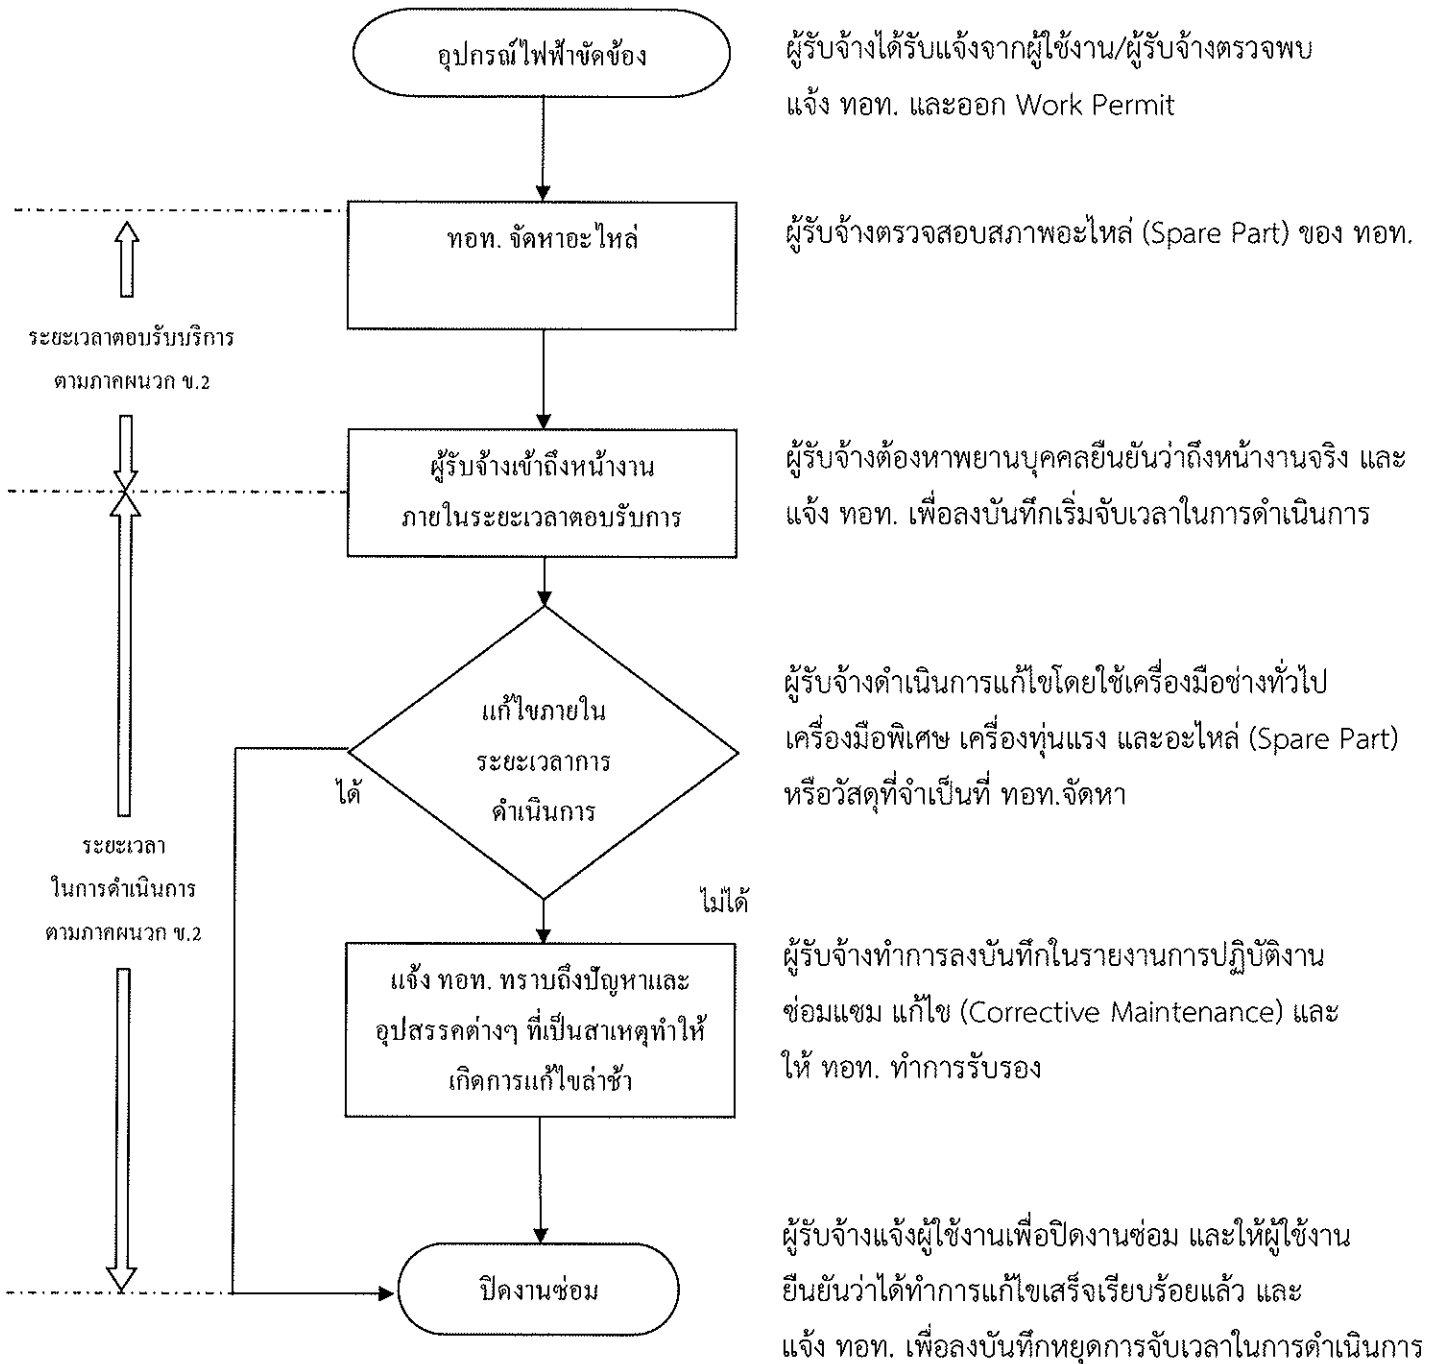 อุปกรณ์ไฟฟ้าขัดข้อง
ผู้รับจ้างได้รับแจ้งจากผู้ใช้งาน/ผู้รับจ้างตรวจพบ
แจ้ง ทอท. และออก Work Permit
ทอท. จัดหาอะไหล่
ผู้รับจ้างตรวจสอบสภาพอะไหล่ (Spare Part) ของ ทอท.
ระยะเวลาตอบรับบริการ
ตามภาคผนวก ข.2
ผู้รับจ้างเข้าถึงหน้างาน
ภายในระยะเวลาตอบรับการ
ผู้รับจ้างต้องหาพยานบุคคลยืนยันว่าถึงหน้างานจริง และ
แจ้ง ทอท. เพื่อลงบันทึกเริ่มจับเวลาในการดำเนินการ
แก้ไขภายใน
ระยะเวลาการ
ดำเนินการ
ได้
ไม่ได้
ผู้รับจ้างดำเนินการแก้ไขโดยใช้เครื่องมือช่างทั่วไป
เครื่องมือพิเศษ เครื่องทุ่นแรง และอะไหล่ (Spare Part)
หรือวัสดุที่จำเป็นที่ ทอท.จัดหา
ระยะเวลา
ในการดำเนินการ
ตามภาคผนวก ข.2
แจ้ง ทอท. ทราบถึงปัญหาและ
อุปสรรคต่างๆ ที่เป็นสาเหตุทำให้
เกิดการแก้ไขล่าช้า
ผู้รับจ้างทำการลงบันทึกในรายงานการปฏิบัติงาน
ซ่อมแซม แก้ไข (Corrective Maintenance) และ
ให้ ทอท. ทำการรับรอง
ปิดงานซ่อม
ผู้รับจ้างแจ้งผู้ใช้งานเพื่อปิดงานซ่อม และให้ผู้ใช้งาน
ยืนยันว่าได้ทำการแก้ไขเสร็จเรียบร้อยแล้ว และ
แจ้ง ทอท. เพื่อลงบันทึกหยุดการจับเวลาในการดำเนินการ